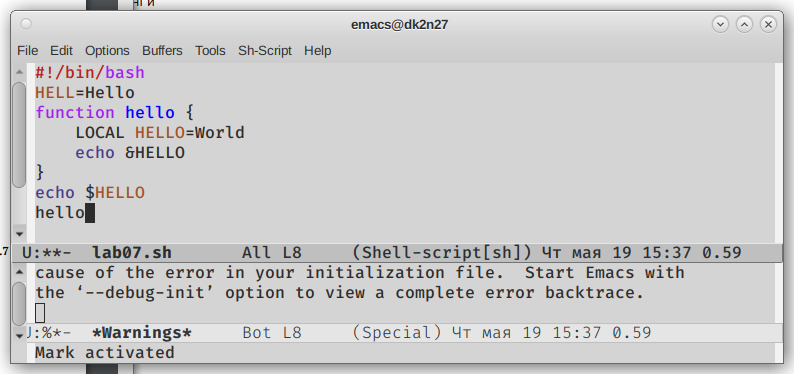 нги
emacs@dk2n27
File Edit Options Buffers Tools Sh-Script Help
#!/bin/bash
HELL=Hello
function hello {
    LOCAL HELLO=World
    echo &HELLO
}
echo $HELLO
hello
U:**-  lab07.sh       All L8     (Shell-script[sh]) Чт мая 19 15:37 0.59
cause of the error in your initialization file.  Start Emacs with
the ‘--debug-init’ option to view a complete error backtrace.
U:%*-  *Warnings*     Bot L8     (Special) Чт мая 19 15:37 0.59
Mark activated